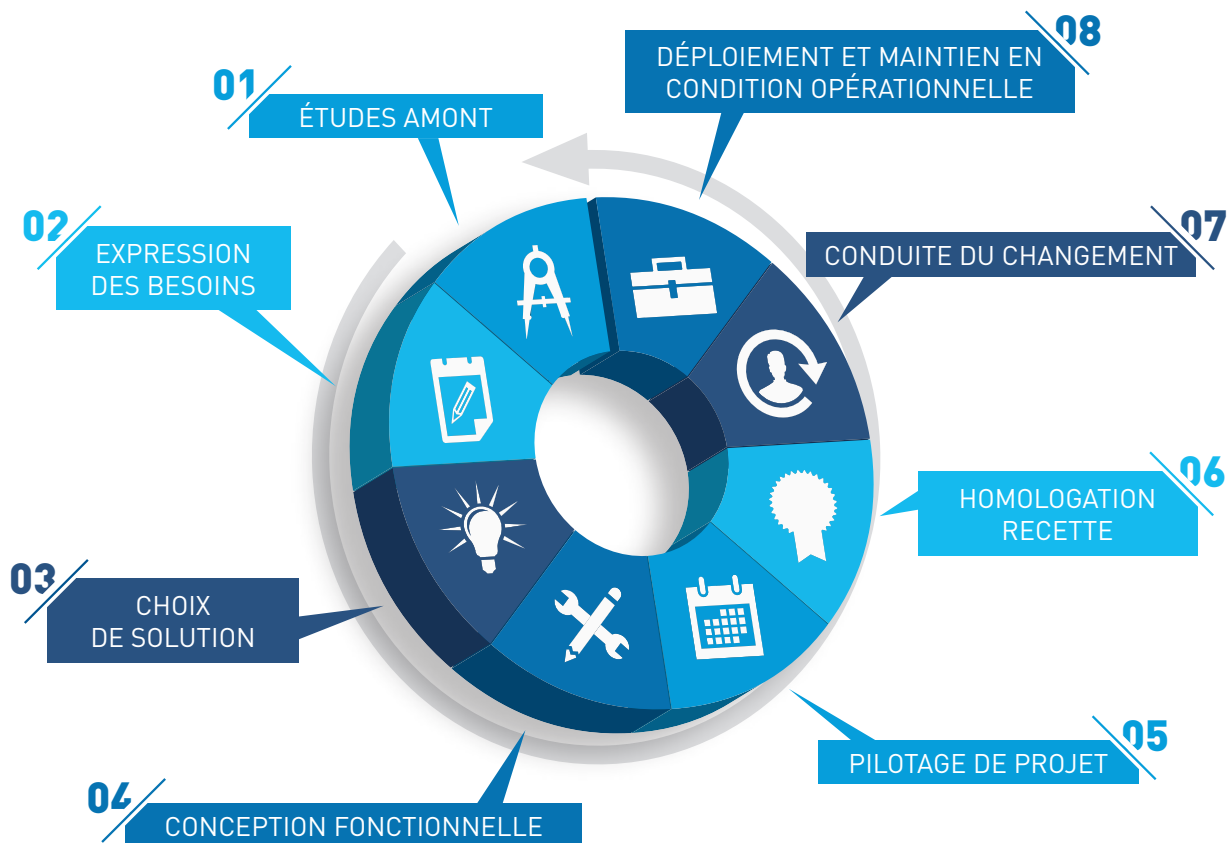 01
ÉTUDES AMONT
02
EXPRESSION
DES BESOINS
03
CHOIX
DE SOLUTION
04
CONCEPTION FONCTIONNELLE
05
PILOTAGE DE PROJET
06
HOMOLOGATION
RECETTE
07
CONDUITE DU CHANGEMENT
08
DÉPLOIEMENT ET MAINTIEN EN
CONDITION OPÉRATIONNELLE